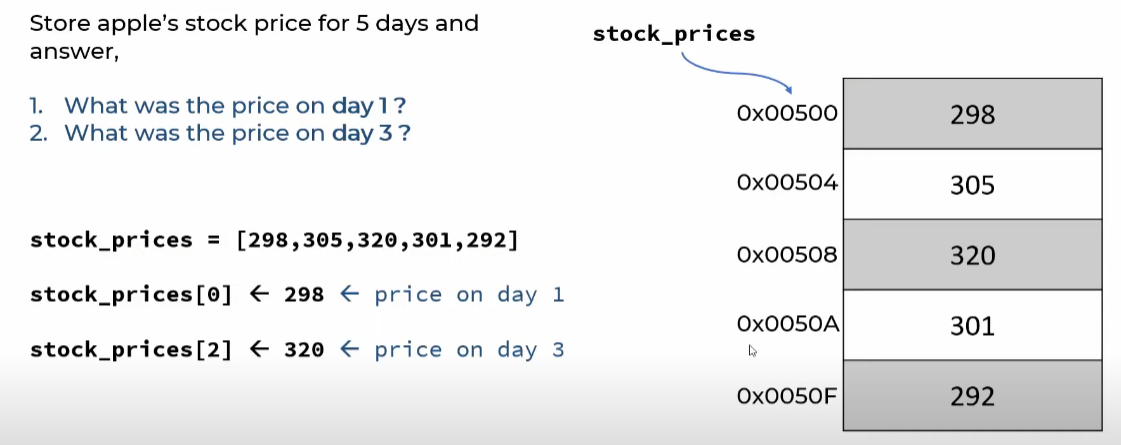 Store apple's stock price for 5 days and
answer,
1. What was the price on day 1 ?
2. What was the price on day 3 ?
stock_prices = [298,305,320,301,292]
stock_prices[0] ← 298 ← price on day 1
stock_prices[2] ← 320 ← price on day 3
stock_prices
0x00500 298
0x00504 305
0x00508 320
0x0050A 301
0x0050F 292